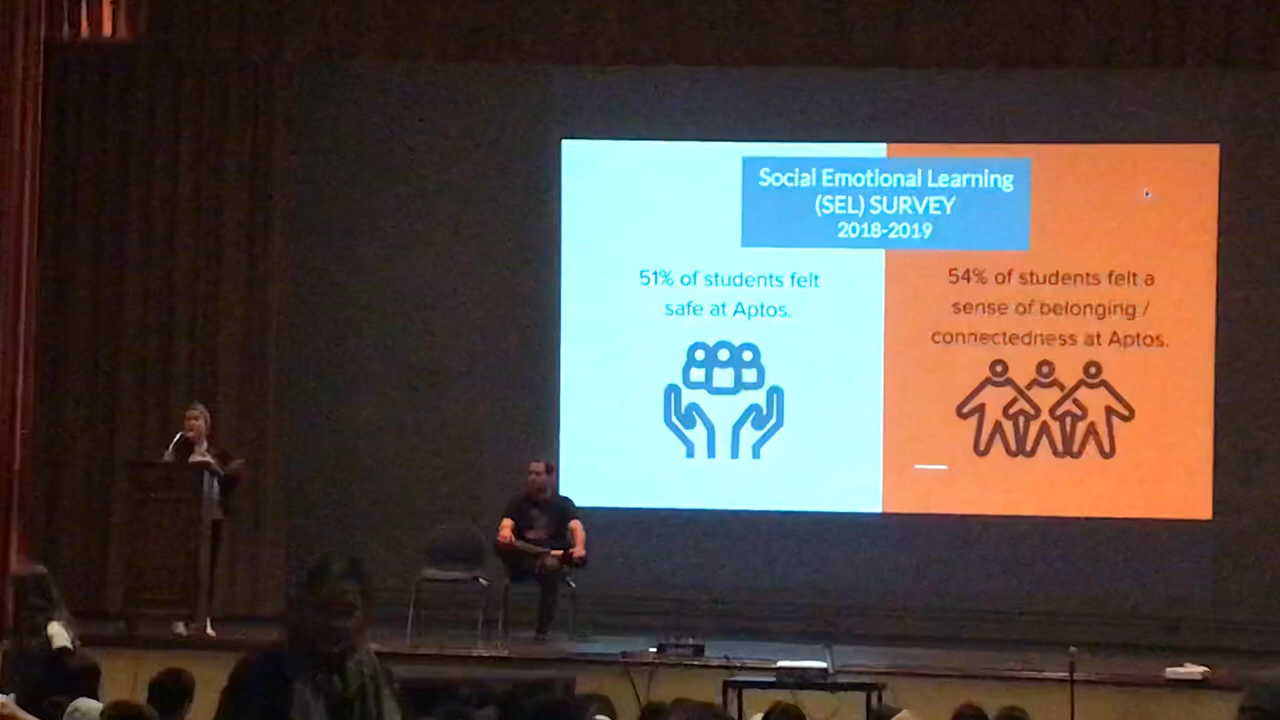 Social Emotional Learning
(SEL) SURVEY
2018-2019
51% of students felt
safe at Aptos.
54% of students felt a
sense of belonging /
connectedness at Aptos.